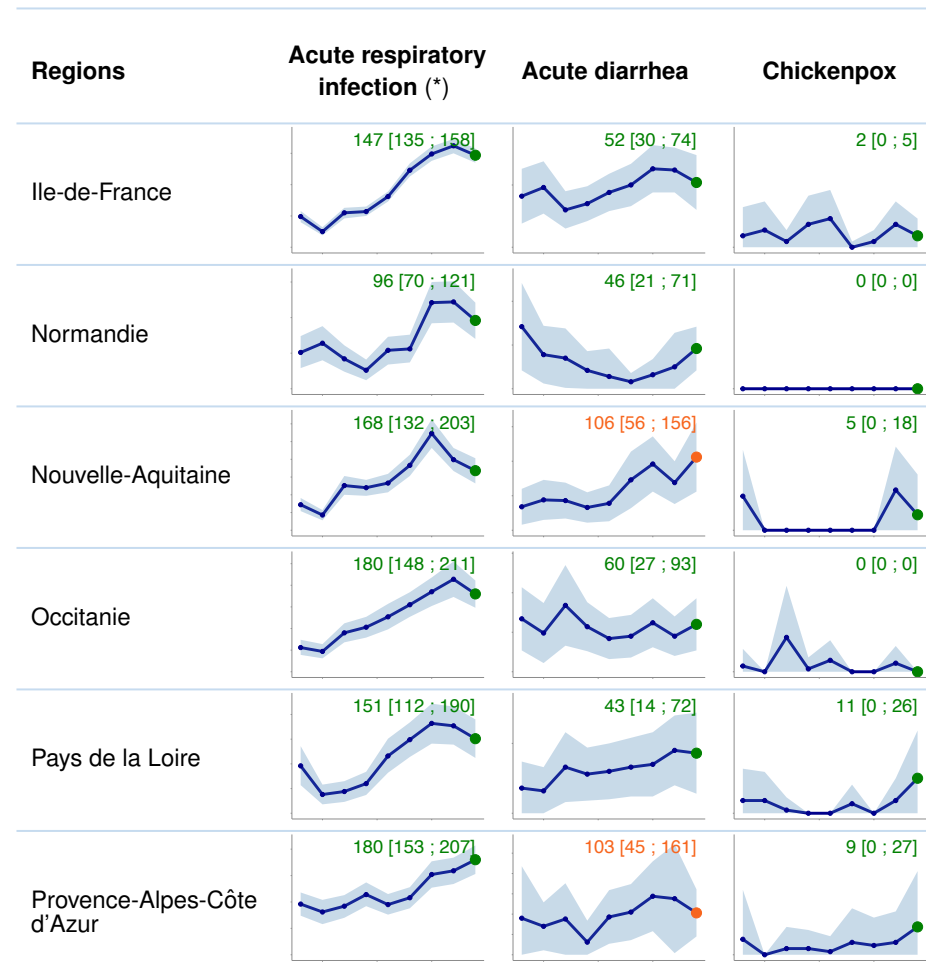 Regions
Acute respiratory
infection (*)
Acute diarrhea
Chickenpox
Ile-de-France
147 [135 ; 158]
52 [30 ; 74]
2 [0 ; 5]
Normandie
96 [70 ; 121]
46 [21 ; 71]
0 [0 ; 0]
Nouvelle-Aquitaine
168 [132 ; 203]
106 [56 ; 156]
5 [0 ; 18]
Occitanie
180 [148 ; 211]
60 [27 ; 93]
0 [0 ; 0]
Pays de la Loire
151 [112 ; 190]
43 [14 ; 72]
11 [0 ; 26]
Provence-Alpes-Côte
d'Azur
180 [153 ; 207]
103 [45 ; 161]
9 [0 ; 27]